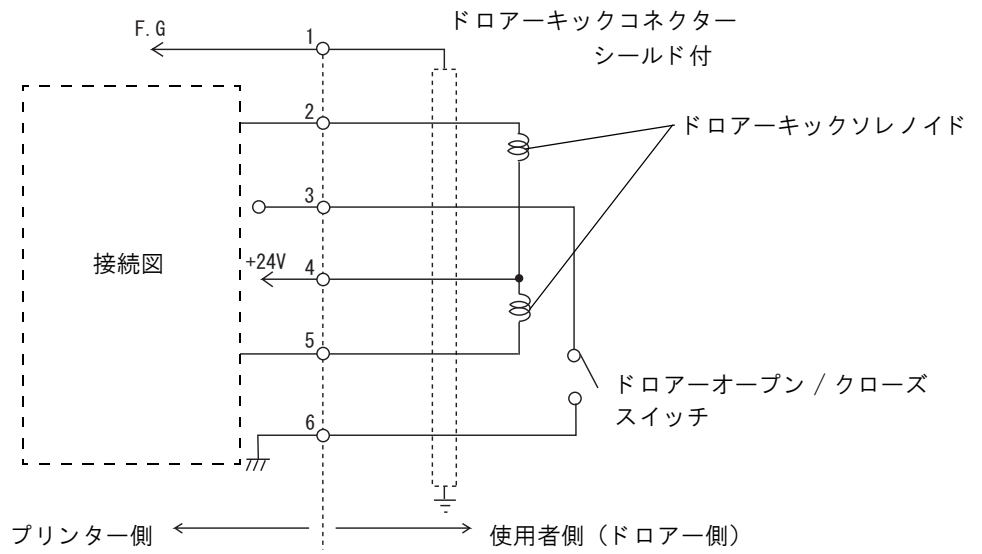 ドロアーキックコネクター
シールド付
F.G
1
2
ドロアーキックソレノイド
3
接続図
+24V
4
5
ドロアーオープン / クローズ
スイッチ
6
プリンター側
使用者側（ドロアー側）